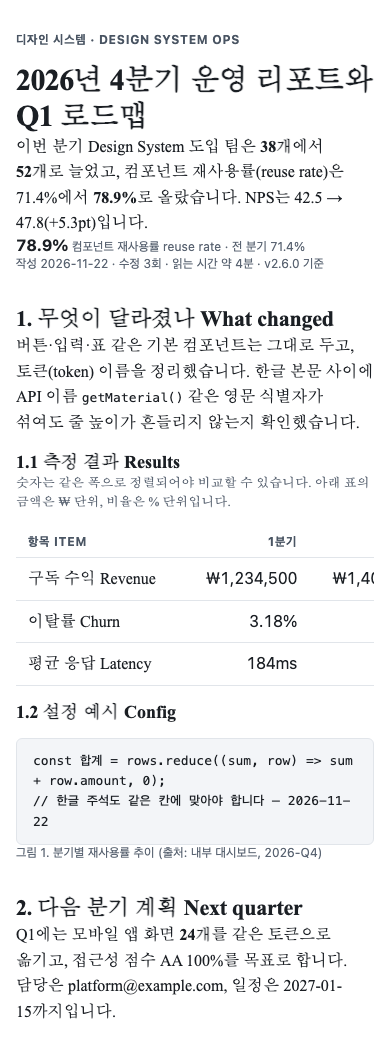 디자인 시스템 · DESIGN SYSTEM OPS
2026년 4분기 운영 리포트와
Q1 로드맵
이번 분기 Design System 도입 팀은 38개에서
52개로 늘었고, 컴포넌트 재사용률(reuse rate)은
71.4%에서 78.9%로 올랐습니다. NPS는 42.5 →
47.8(+5.3pt)입니다.
78.9% 컴포넌트 재사용률 reuse rate · 전 분기 71.4%
작성 2026-11-22 · 수정 3회 · 읽는 시간 약 4분 · v2.6.0 기준
1. 무엇이 달라졌나 What changed
버튼·입력·표 같은 기본 컴포넌트는 그대로 두고,
토큰(token) 이름을 정리했습니다. 한글 본문 사이에
API 이름 getMaterial() 같은 영문 식별자가
섞여도 줄 높이가 흔들리지 않는지 확인했습니다.
1.1 측정 결과 Results
숫자는 같은 폭으로 정렬되어야 비교할 수 있습니다. 아래 표의
금액은 ₩ 단위, 비율은 % 단위입니다.
항목 ITEM 1분기
구독 수익 Revenue ₩1,234,500 ₩1,40
이탈률 Churn 3.18%
평균 응답 Latency 184ms
1.2 설정 예시 Config
const 합계 = rows.reduce((sum, row) => sum
+ row.amount, 0);
// 한글 주석도 같은 칸에 맞아야 합니다 — 2026-11-
22
그림 1. 분기별 재사용률 추이 (출처: 내부 대시보드, 2026-Q4)
2. 다음 분기 계획 Next quarter
Q1에는 모바일 앱 화면 24개를 같은 토큰으로
옮기고, 접근성 점수 AA 100%를 목표로 합니다.
담당은 platform@example.com, 일정은 2027-01-
15까지입니다.